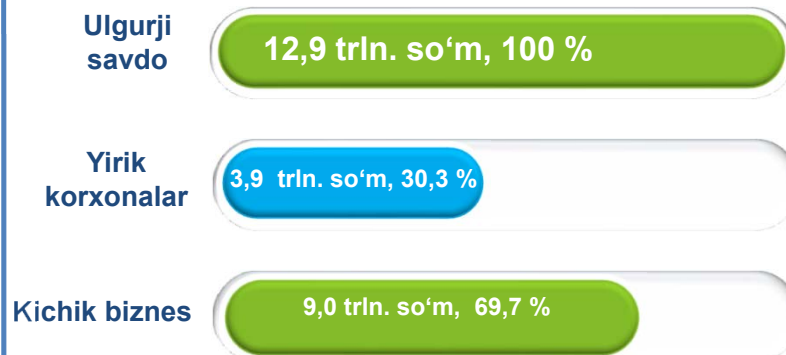 Ulgurji
savdo
12,9 trln. so‘m, 100 %
Yirik
korxonalar
3,9 trln. so‘m, 30,3 %
Kichik biznes
9,0 trln. so‘m, 69,7 %